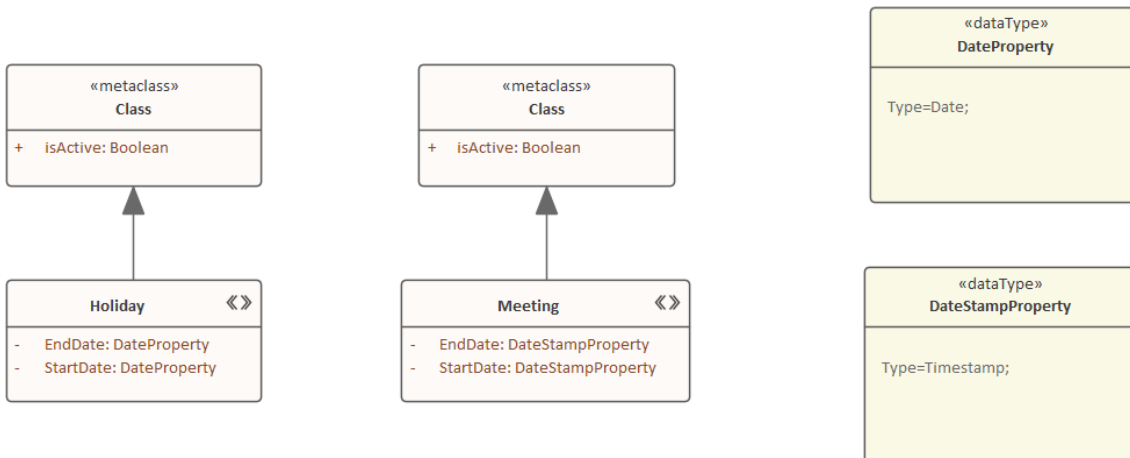 «metaclass»
Class
+ isActive: Boolean
Holiday
- EndDate: DateProperty
- StartDate: DateProperty
«metaclass»
Class
+ isActive: Boolean
Meeting
- EndDate: DateStampProperty
- StartDate: DateStampProperty
«dataType»
DateProperty
Type=Date;
«dataType»
DateStampProperty
Type=Timestamp;